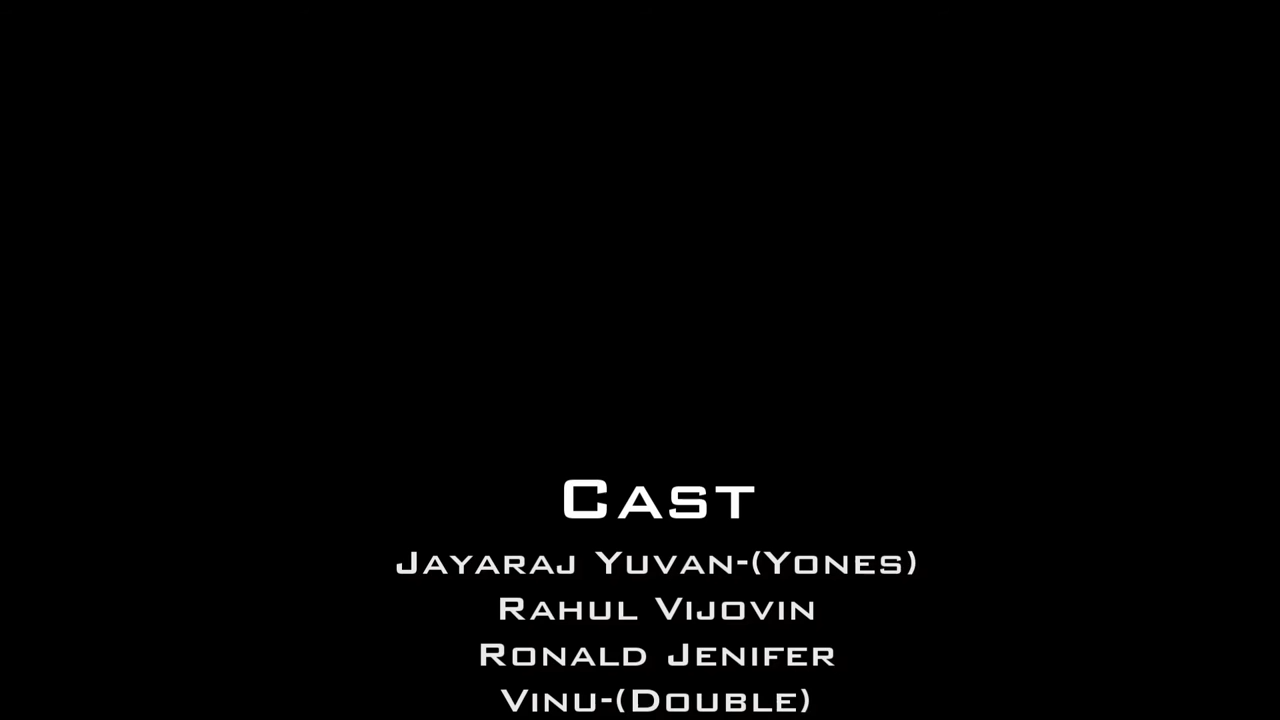 Cast
Jayaraj Yuvan-(Yones)
Rahul Vijovin
Ronald Jenifer
Vinu-(Double)